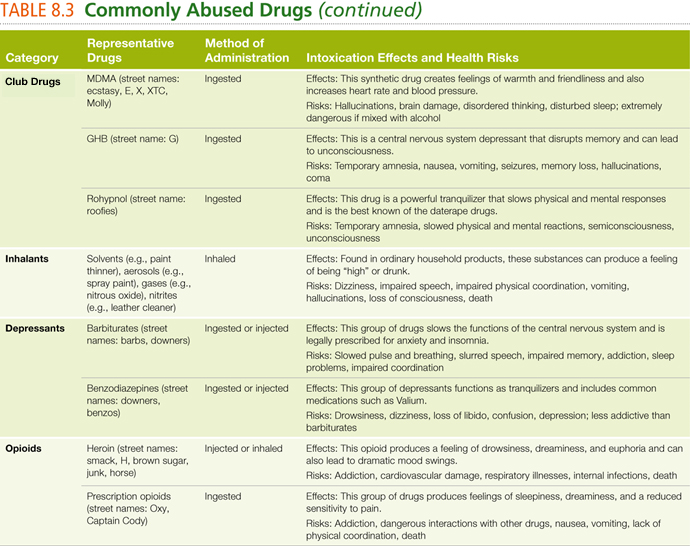 TABLE 8.3 Commonly Abused Drugs (continued)
Category
Representative
Drugs
Method of
Administration
Intoxication Effects and Health Risks
Club Drugs
MDMA (street names:
ecstasy, E, X, XTC,
Molly)
Ingested
Effects: This synthetic drug creates feelings of warmth and friendliness and also
increases heart rate and blood pressure.
Risks: Hallucinations, brain damage, disordered thinking, disturbed sleep; extremely
dangerous if mixed with alcohol
GHB (street name: G)
Ingested
Effects: This is a central nervous system depressant that disrupts memory and can lead
to unconsciousness.
Risks: Temporary amnesia, nausea, vomiting, seizures, memory loss, hallucinations,
coma
Rohypnol (street name:
roofies)
Ingested
Effects: This drug is a powerful tranquilizer that slows physical and mental responses
and is the best known of the daterape drugs.
Risks: Temporary amnesia, slowed physical and mental reactions, semiconsciousness,
unconsciousness
Inhalants
Solvents (e.g., paint
thinner), aerosols (e.g.,
spray paint), gases (e.g.,
nitrous oxide), nitrites
(e.g., leather cleaner)
Inhaled
Effects: Found in ordinary household products, these substances can produce a feeling
of being “high” or drunk.
Risks: Dizziness, impaired speech, impaired physical coordination, vomiting,
hallucinations, loss of consciousness, death
Depressants
Barbiturates (street
names: barbs, downers)
Ingested or injected
Effects: This group of drugs slows the functions of the central nervous system and is
legally prescribed for anxiety and insomnia.
Risks: Slowed pulse and breathing, slurred speech, impaired memory, addiction, sleep
problems, impaired coordination
Benzodiazepines (street
names: downers,
benzos)
Ingested or injected
Effects: This group of depressants functions as tranquilizers and includes common
medications such as Valium.
Risks: Drowsiness, dizziness, loss of libido, confusion, depression; less addictive than
barbiturates
Opioids
Heroin (street names:
smack, H, brown sugar,
junk, horse)
Injected or inhaled
Effects: This opioid produces a feeling of drowsiness, dreaminess, and euphoria and can
also lead to dramatic mood swings.
Risks: Addiction, cardiovascular damage, respiratory illnesses, internal infections, death
Prescription opioids
(street names: Oxy,
Captain Cody)
Ingested
Effects: This group of drugs produces feelings of sleepiness, dreaminess, and a reduced
sensitivity to pain.
Risks: Addiction, dangerous interactions with other drugs, nausea, vomiting, lack of
physical coordination, death